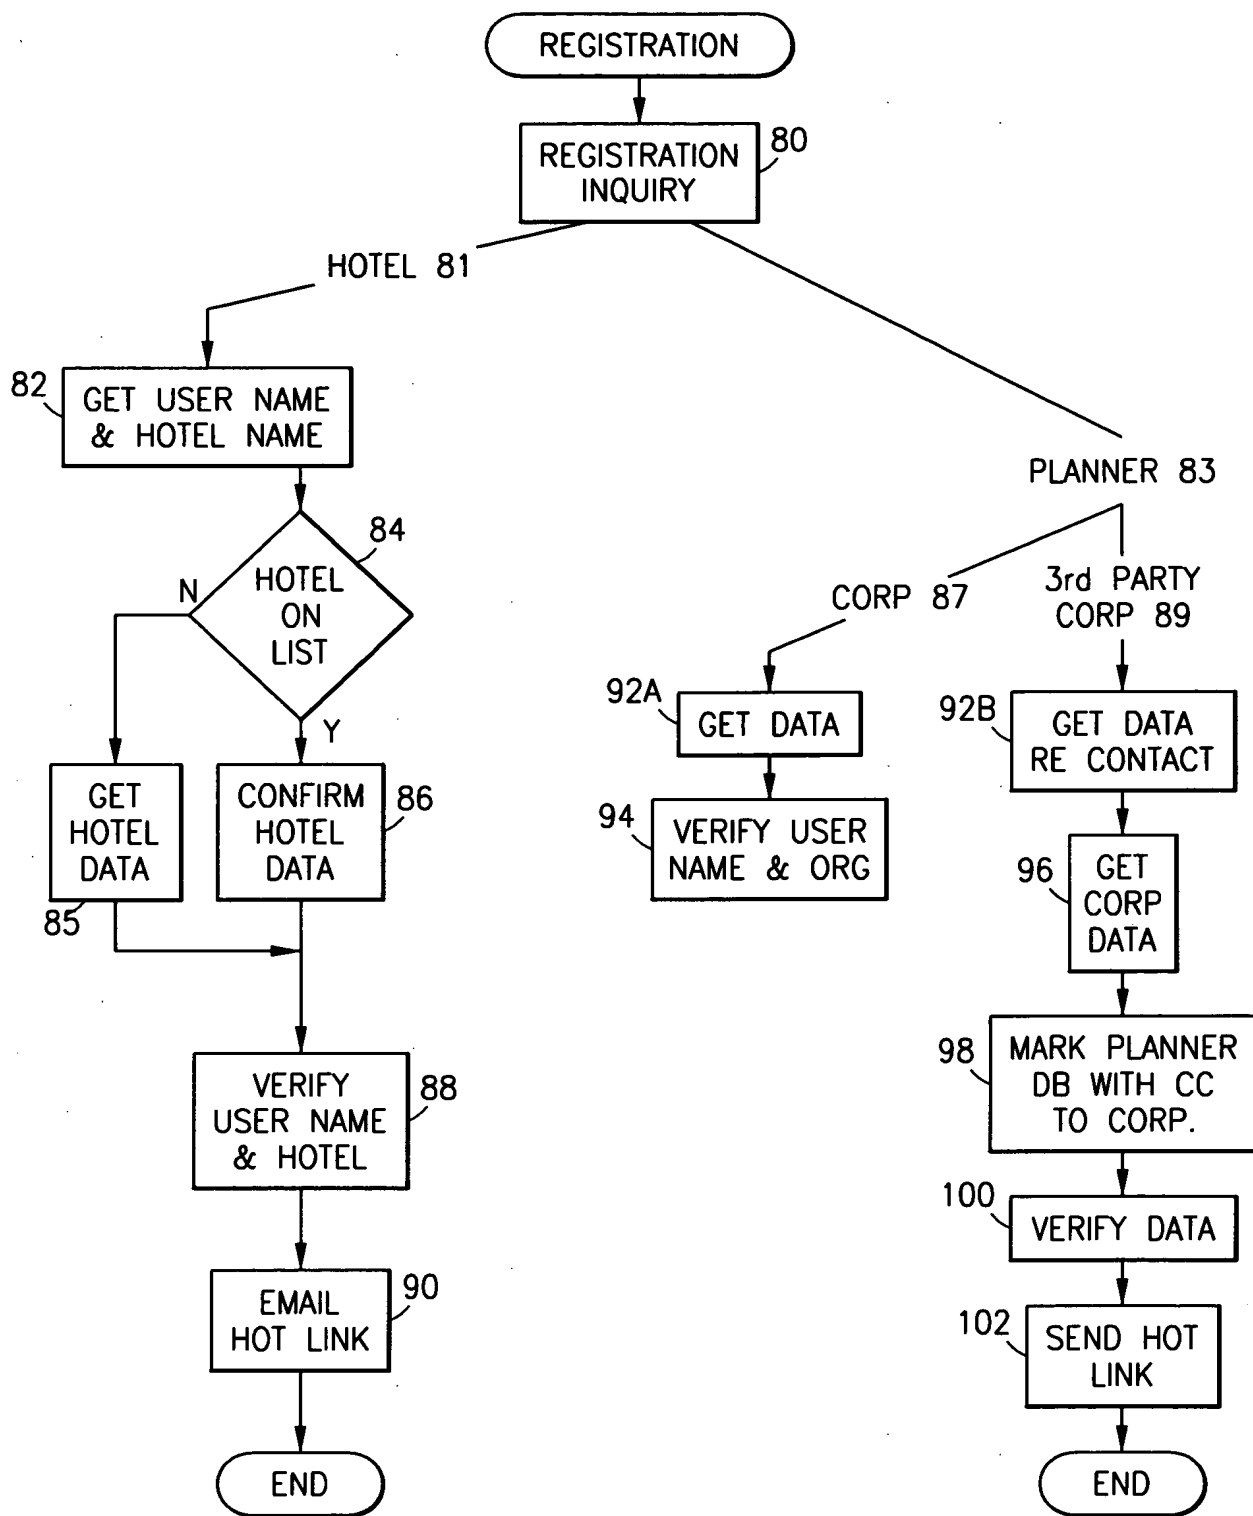 REGISTRATION
REGISTRATION
INQUIRY
80
HOTEL 81
82
GET USER NAME
& HOTEL NAME
84
HOTEL
ON
LIST
N
Y
GET
HOTEL
DATA
85
CONFIRM
HOTEL
DATA
86
VERIFY
USER NAME
& HOTEL
88
EMAIL
HOT LINK
90
END
PLANNER 83
CORP 87
92A
GET DATA
94
VERIFY USER
NAME & ORG
3rd PARTY
CORP 89
92B
GET DATA
RE CONTACT
96
GET
CORP
DATA
98
MARK PLANNER
DB WITH CC
TO CORP.
100
VERIFY DATA
102
SEND HOT
LINK
END